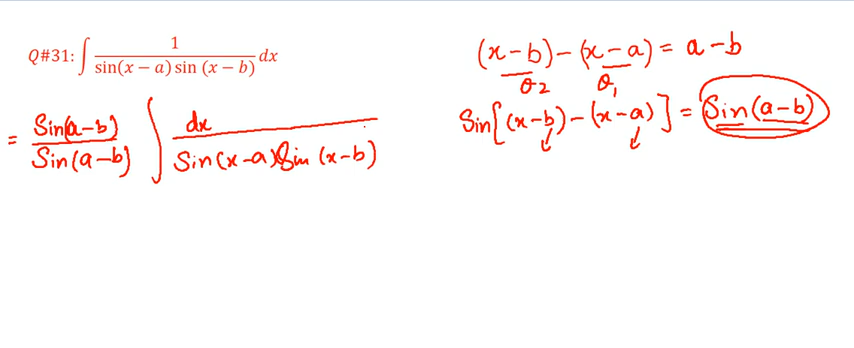 Q#31: ∫ 1 / (sin(x − a) sin (x − b)) dx
= Sin(a−b) / Sin(a−b) ∫ dx / (Sin(x−a) Sin (x−b))
(x−b)−(x−a) = a−b
θ2 θ1
Sin[(x−b)−(x−a)] = Sin(a−b)